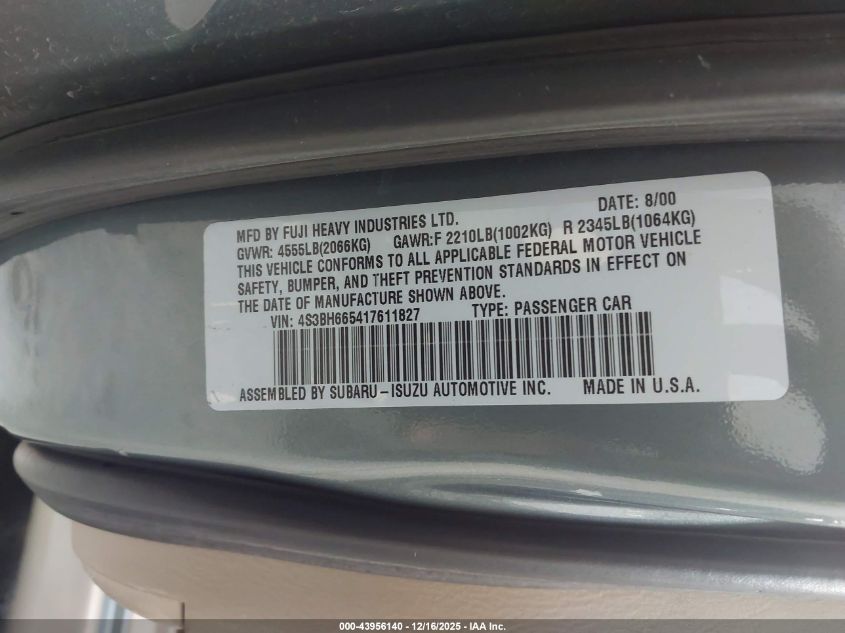 DATE: 8/00
MFD BY FUJI HEAVY INDUSTRIES LTD.
GVWR: 4555LB(2066KG) GAWR:F 2210LB(1002KG) R 2345LB(1064KG)
THIS VEHICLE CONFORMS TO ALL APPLICABLE FEDERAL MOTOR VEHICLE
SAFETY, BUMPER, AND THEFT PREVENTION STANDARDS IN EFFECT ON
THE DATE OF MANUFACTURE SHOWN ABOVE.
VIN: 4S3BH665417611827 TYPE: PASSENGER CAR
ASSEMBLED BY SUBARU-ISUZU AUTOMOTIVE INC. MADE IN U.S.A.
000-43956140 - 12/16/2025 - IAA Inc.